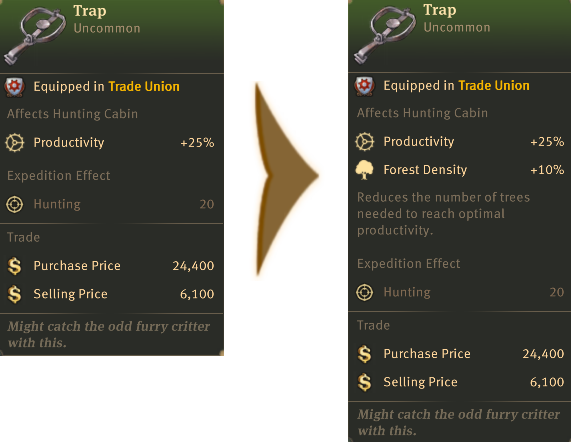 Trap
Uncommon
Equipped in Trade Union
Affects Hunting Cabin
Productivity +25%
Expedition Effect
Hunting 20
Trade
Purchase Price 24,400
Selling Price 6,100
Might catch the odd furry critter
with this.
Trap
Uncommon
Equipped in Trade Union
Affects Hunting Cabin
Productivity +25%
Forest Density +10%
Reduces the number of trees
needed to reach optimal
productivity.
Expedition Effect
Hunting 20
Trade
Purchase Price 24,400
Selling Price 6,100
Might catch the odd furry critter
with this.